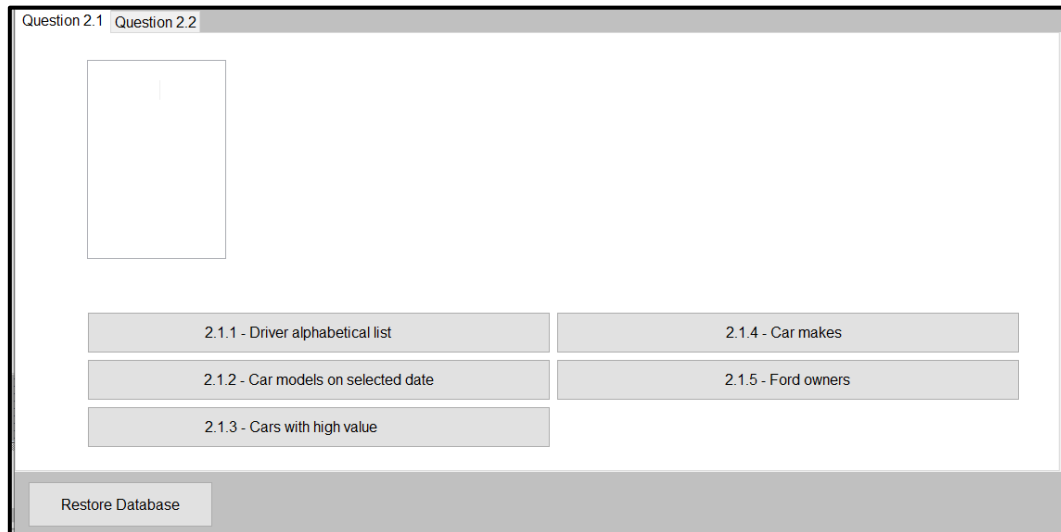 Question 2.1 Question 2.2
2.1.1 - Driver alphabetical list 2.1.4 - Car makes
2.1.2 - Car models on selected date 2.1.5 - Ford owners
2.1.3 - Cars with high value
Restore Database